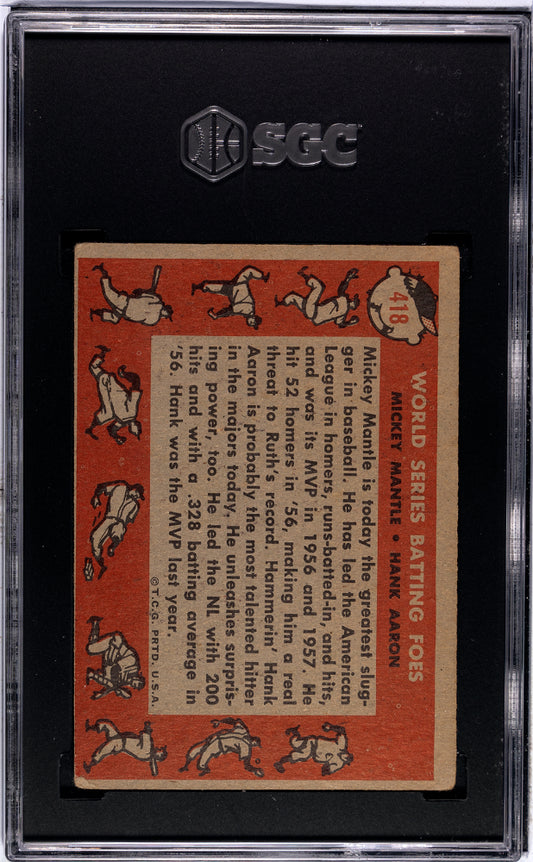 SGC
418
WORLD SERIES BATTING FOES
MICKEY MANTLE • HANK AARON
Mickey Mantle is today the greatest slug-
ger in baseball. He has led the American
League in homers, runs-batted-in, and hits,
and was its MVP in 1956 and 1957. He
hit 52 homers in '56, making him a real
threat to Ruth's record. Hammerin' Hank
Aaron is probably the most talented hitter
in the majors today. He unleashes surpris-
ing power, too. He led the NL with 200
hits and with a .328 batting average in
'56. Hank was the MVP last year.
©T.C.G. PRTD. U.S.A.